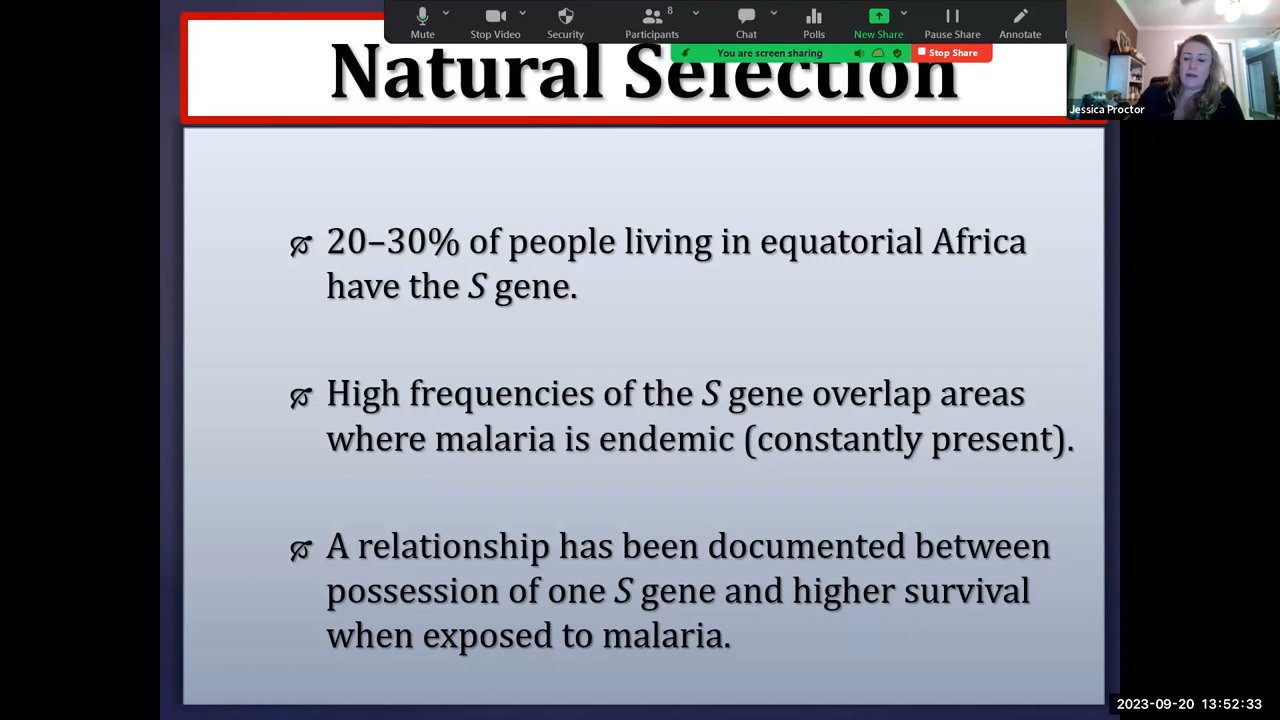 8
Mute
Stop Video
Security
Participants
Chat
Polls
New Share
Pause Share
Annotate
You are screen sharing
Stop Share
Natural Selection
Jessica Proctor
20–30% of people living in equatorial Africa
have the S gene.
High frequencies of the S gene overlap areas
where malaria is endemic (constantly present).
A relationship has been documented between
possession of one S gene and higher survival
when exposed to malaria.
2023-09-20 13:52:33